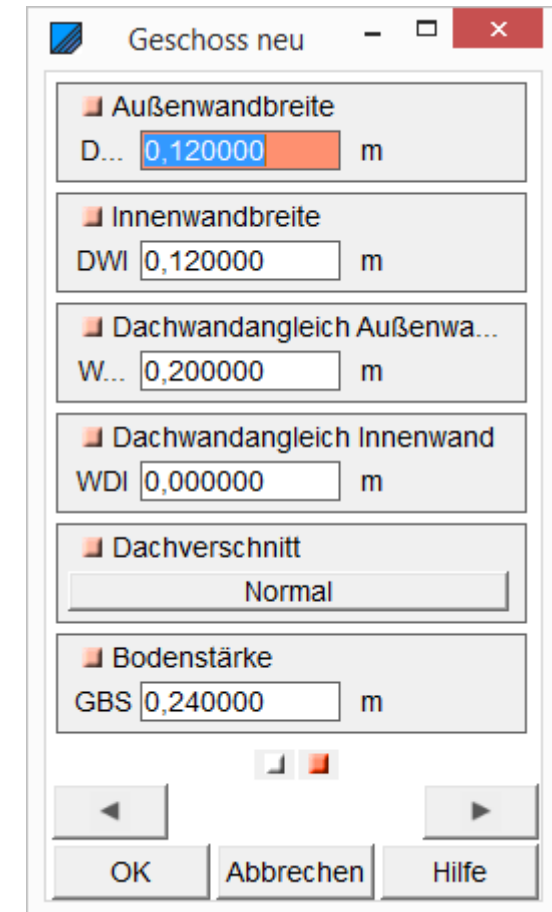 Geschoss neu
Außenwandbreite
D... 0,120000 m
Innenwandbreite
DWI 0,120000 m
Dachwandangleich Außenwa...
W... 0,200000 m
Dachwandangleich Innenwand
WDI 0,000000 m
Dachverschnitt
Normal
Bodenstärke
GBS 0,240000 m
OK Abbrechen Hilfe